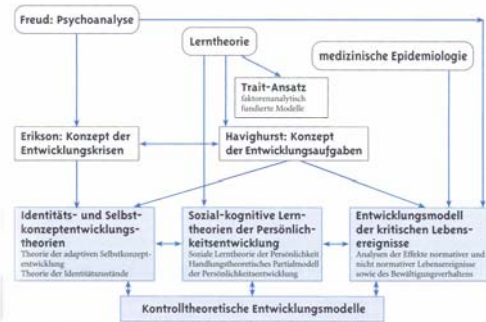 Freud: Psychoanalyse
Lerntheorie
medizinische Epidemiologie
Trait-Ansatz
faktorenanalytisch
fundierte Modelle
Erikson: Konzept der
Entwicklungskrisen
Havighurst: Konzept
der Entwicklungsaufgaben
Identitäts- und Selbst-
konzeptentwicklungs-
theorien
Theorie der adaptiven Selbstkonzept-
entwicklung
Theorie der Identitätszustände
Sozial-kognitive Lern-
theorien der Persönlich-
keitsentwicklung
Soziale Lerntheorie der Persönlichkeit
Handlungstheoretisches Partialmodell
der Persönlichkeitsentwicklung
Entwicklungsmodell
der kritischen Lebens-
ereignisse
Analysen der Effekte normativer und
nicht normativer Lebensereignisse
sowie des Bewältigungsverhaltens
Kontrolltheoretische Entwicklungsmodelle